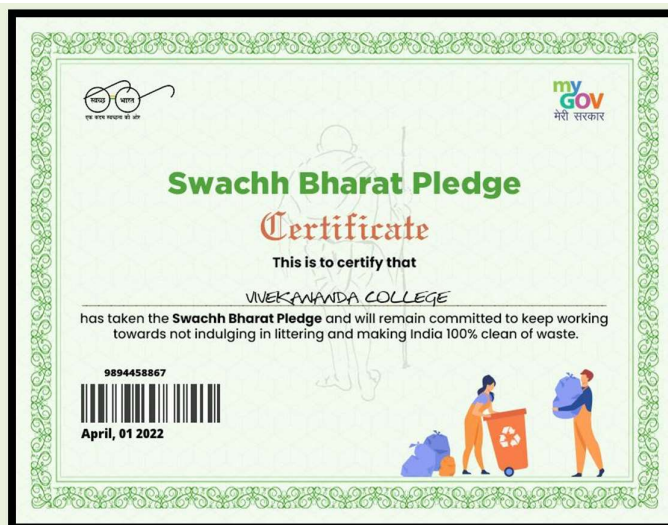 स्वच्छ भारत
एक कदम स्वच्छता की ओर
my
GOV
मेरी सरकार
Swachh Bharat Pledge
Certificate
This is to certify that
VIVEKANANDA COLLEGE
has taken the Swachh Bharat Pledge and will remain committed to keep working
towards not indulging in littering and making India 100% clean of waste.
9894458867
April, 01 2022